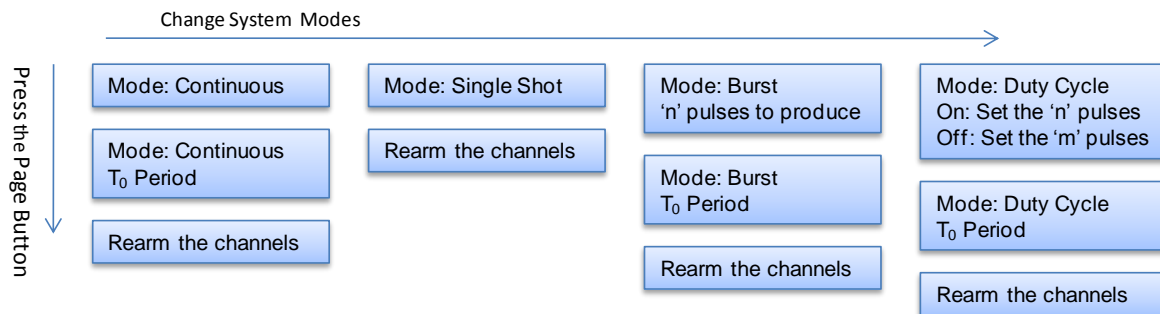 Change System Modes
Press the Page Button
Mode: Continuous
Mode: Continuous
T₀ Period
Rearm the channels
Mode: Single Shot
Rearm the channels
Mode: Burst
‘n’ pulses to produce
Mode: Burst
T₀ Period
Rearm the channels
Mode: Duty Cycle
On: Set the ‘n’ pulses
Off: Set the ‘m’ pulses
Mode: Duty Cycle
T₀ Period
Rearm the channels